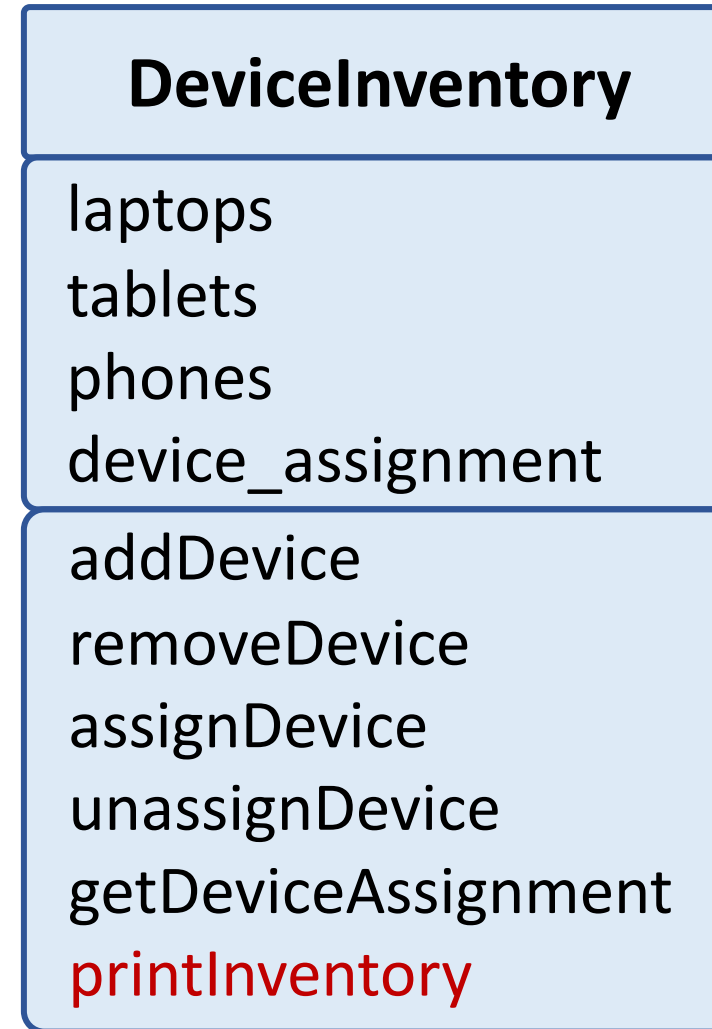 DeviceInventory
laptops
tablets
phones
device_assignment
addDevice
removeDevice
assignDevice
unassignDevice
getDeviceAssignment
printInventory